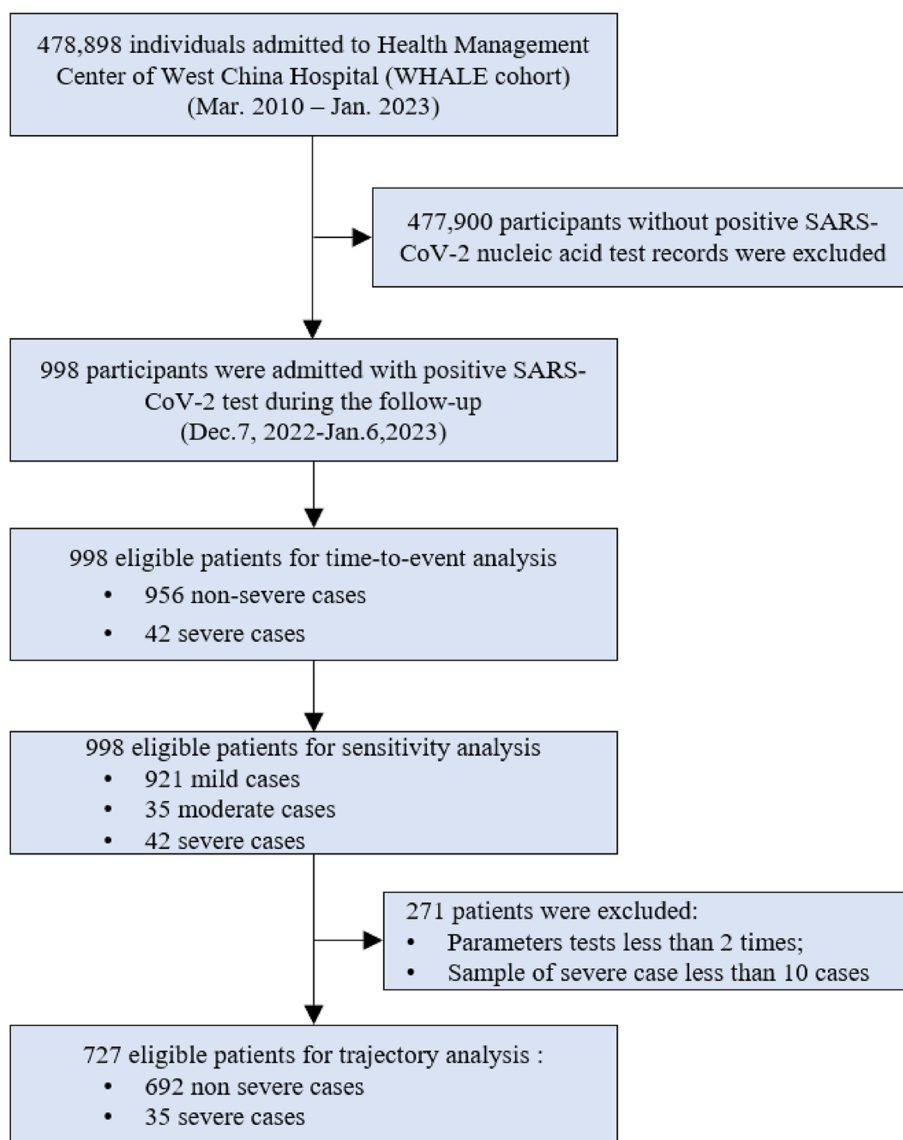 478,898 individuals admitted to Health Management
Center of West China Hospital (WHALE cohort)
(Mar. 2010 – Jan. 2023)
477,900 participants without positive SARS-
CoV-2 nucleic acid test records were excluded
998 participants were admitted with positive SARS-
CoV-2 test during the follow-up
(Dec.7, 2022-Jan.6,2023)
998 eligible patients for time-to-event analysis
• 956 non-severe cases
• 42 severe cases
998 eligible patients for sensitivity analysis
• 921 mild cases
• 35 moderate cases
• 42 severe cases
271 patients were excluded:
• Parameters tests less than 2 times;
• Sample of severe case less than 10 cases
727 eligible patients for trajectory analysis :
• 692 non severe cases
• 35 severe cases